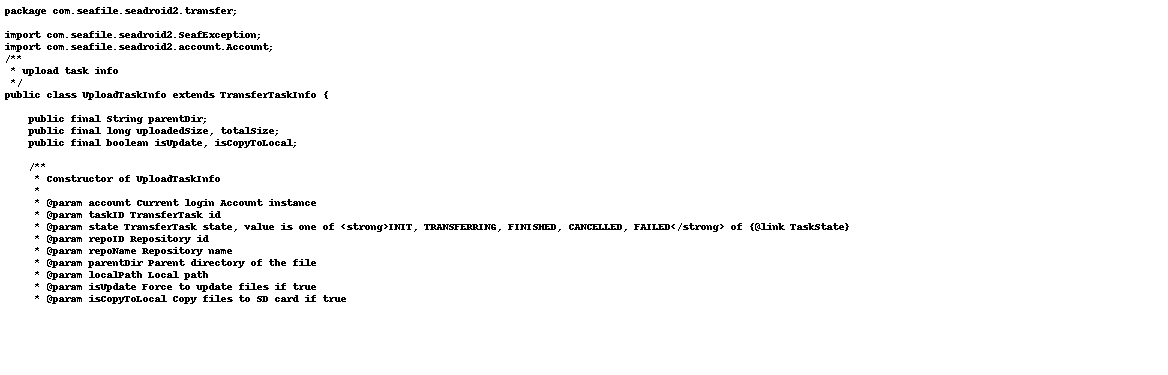 package com.seafile.seadroid2.transfer;

import com.seafile.seadroid2.SeafException;
import com.seafile.seadroid2.account.Account;
/**
 * upload task info
 */
public class UploadTaskInfo extends TransferTaskInfo {

    public final String parentDir;
    public final long uploadedSize, totalSize;
    public final boolean isUpdate, isCopyToLocal;

    /**
     * Constructor of UploadTaskInfo
     *
     * @param account Current login Account instance
     * @param taskID TransferTask id
     * @param state TransferTask state, value is one of <strong>INIT, TRANSFERRING, FINISHED, CANCELLED, FAILED</strong> of {@link TaskState}
     * @param repoID Repository id
     * @param repoName Repository name
     * @param parentDir Parent directory of the file
     * @param localPath Local path
     * @param isUpdate Force to update files if true
     * @param isCopyToLocal Copy files to SD card if true